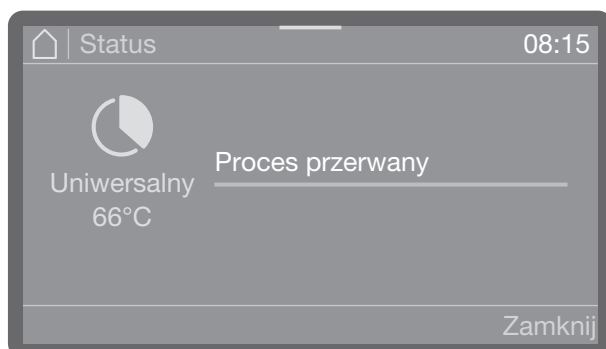 Status
08:15
Proces przerwany
Uniwersalny
66°C
Zamknij